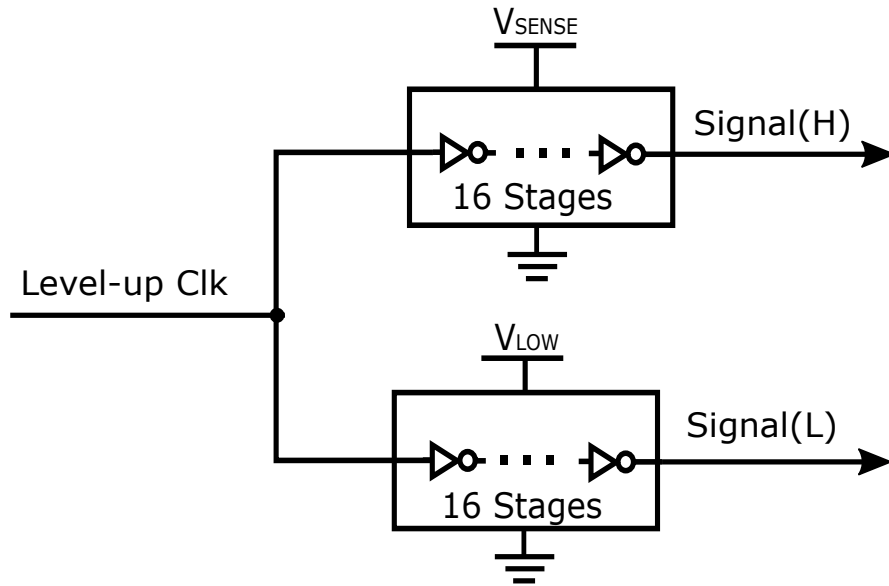 VSENSE
Signal(H)
16 Stages
Level-up Clk
VLOW
Signal(L)
16 Stages